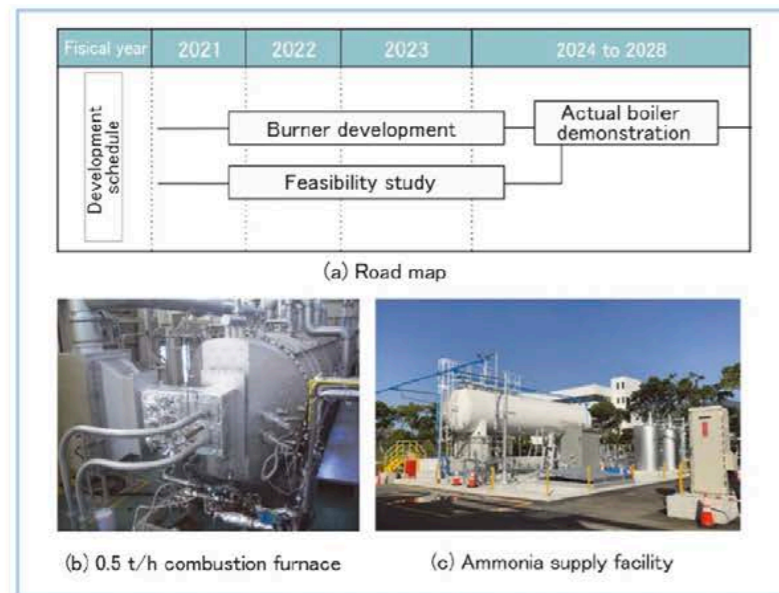 Fisical year 2021 2022 2023 2024 to 2028
Development
schedule
Burner development
Actual boiler
demonstration
Feasibility study
(a) Road map
(b) 0.5 t/h combustion furnace
(c) Ammonia supply facility